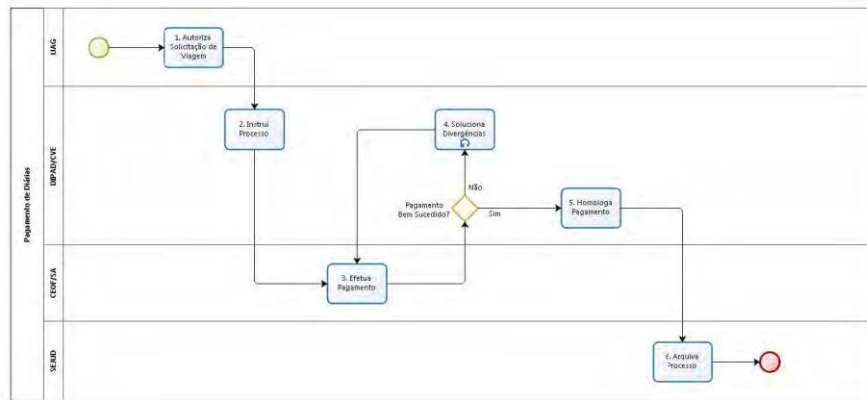 Pagamento de Diárias
UAG
1. Autoriza
Solicitação de
Viagem
DIPAD/CVE
2. Instrui
Processo
4. Soluciona
Divergências
Não
Pagamento
Bem Sucedido?
Sim
5. Homologa
Pagamento
CEOF/SA
3. Efetua
Pagamento
SEJUD
6. Arquiva
Processo